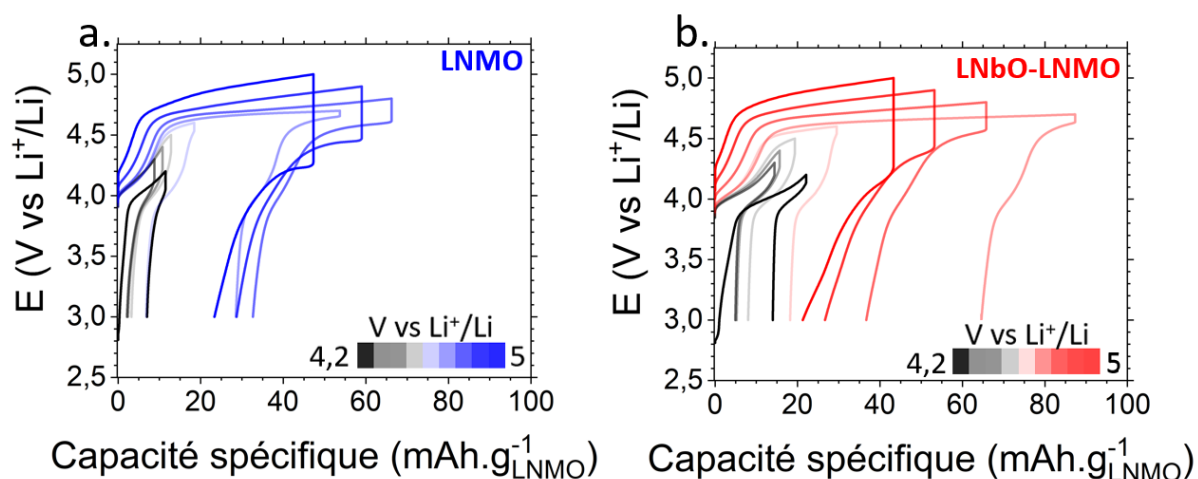 a.
LNMO
E (V vs Li⁺/Li)
5,0
4,5
4,0
3,5
3,0
2,5
V vs Li⁺/Li
4,2 5
0 20 40 60 80 100
Capacité spécifique (mAh.g⁻¹LNMO)
b.
LNbO-LNMO
E (V vs Li⁺/Li)
5,0
4,5
4,0
3,5
3,0
2,5
V vs Li⁺/Li
4,2 5
0 20 40 60 80 100
Capacité spécifique (mAh.g⁻¹LNMO)